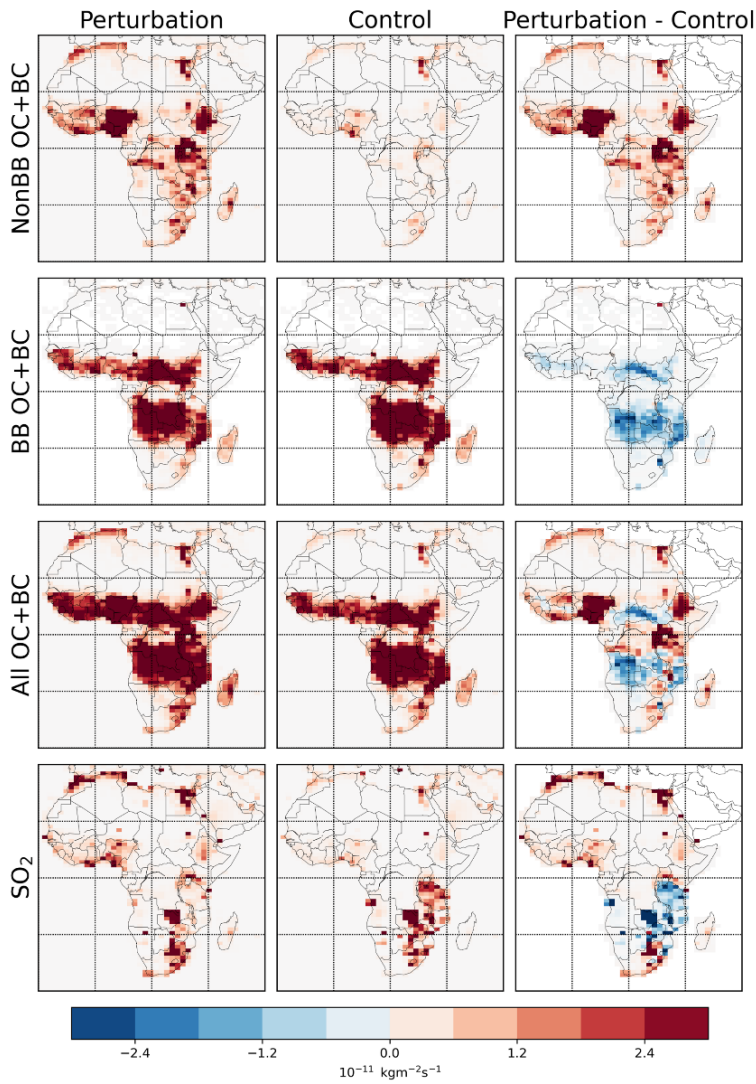 Perturbation Control Perturbation - Control
NonBB OC+BC
BB OC+BC
All OC+BC
SO₂
−2.4 −1.2 0.0 1.2 2.4
10⁻¹¹ kgm⁻²s⁻¹